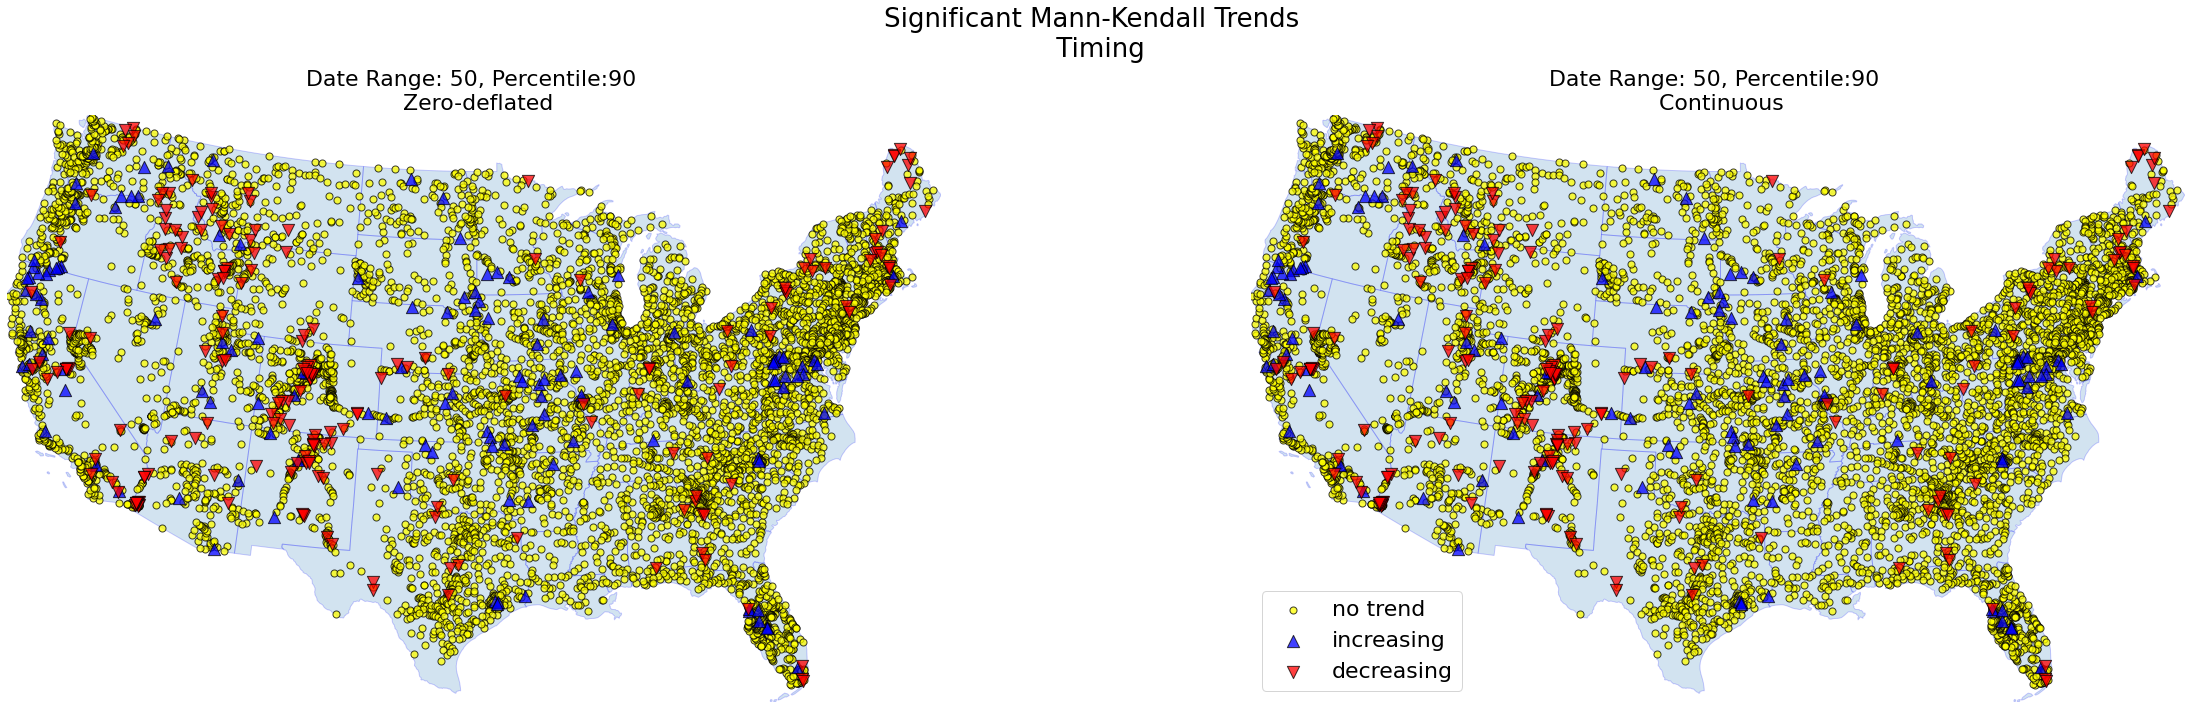 Significant Mann-Kendall Trends
Timing
Date Range: 50, Percentile:90
Zero-deflated
Date Range: 50, Percentile:90
Continuous
no trend
increasing
decreasing